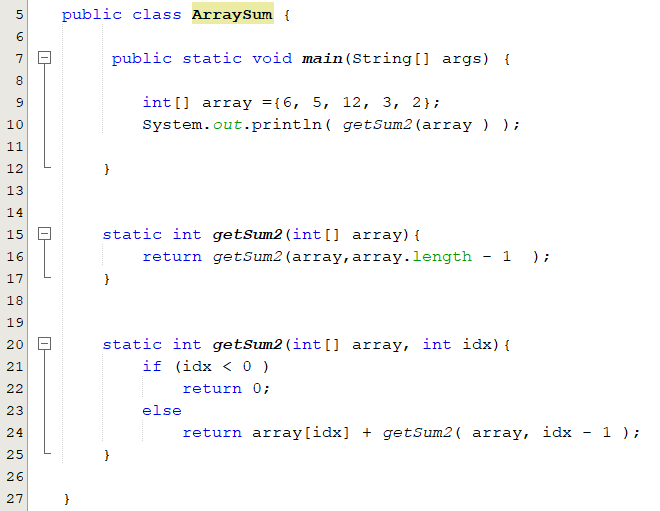 5 public class ArraySum {
6
7 public static void main(String[] args) {
8
9 int[] array ={6, 5, 12, 3, 2};
10 System.out.println( getSum2(array ) );
11
12 }
13
14
15 static int getSum2(int[] array){
16 return getSum2(array,array.length - 1  );
17 }
18
19
20 static int getSum2(int[] array, int idx){
21 if (idx < 0 )
22 return 0;
23 else
24 return array[idx] + getSum2( array, idx - 1 );
25 }
26
27 }